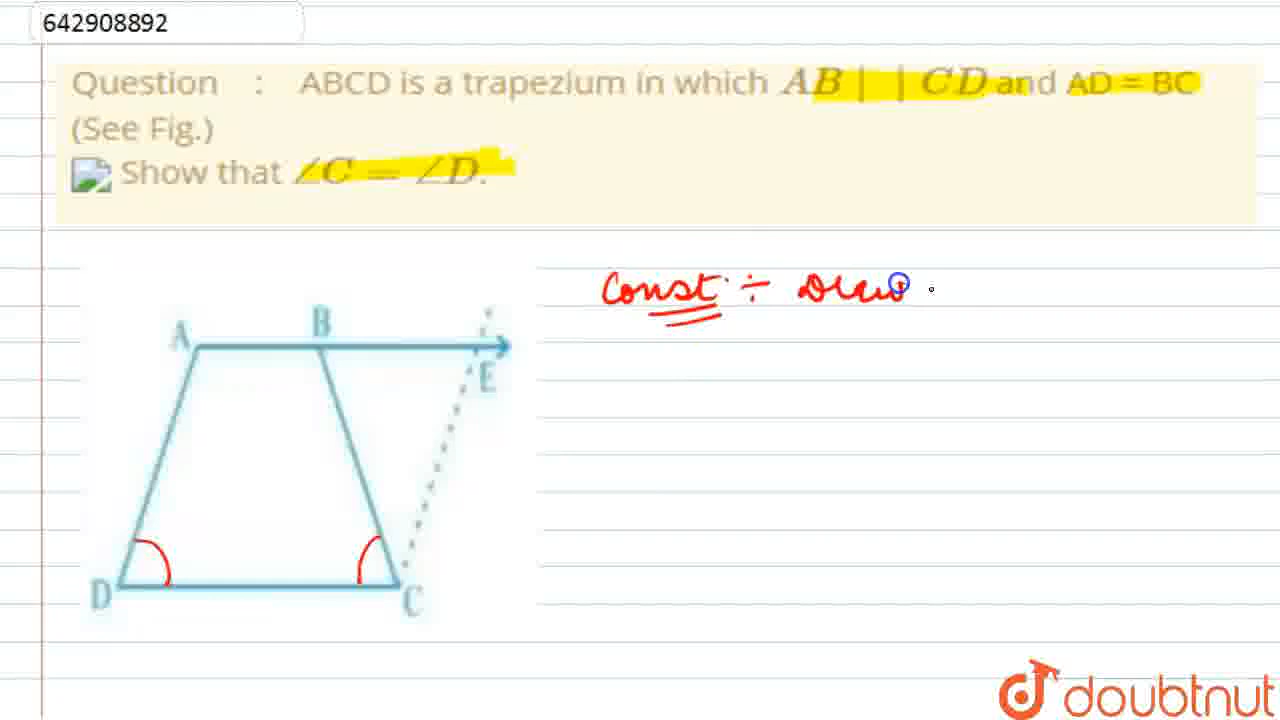 642908892
Question : ABCD is a trapezium in which AB||CD and AD = BC
(See Fig.)
Show that ∠C = ∠D.
Const ÷ Draw
A
B
E
D
C
doubtnut